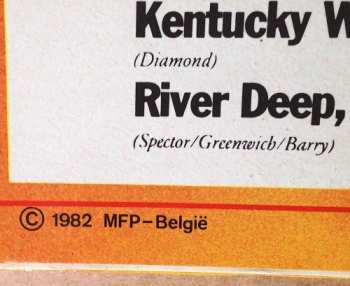 Kentucky W
(Diamond)
River Deep,
(Spector/Greenwich/Barry)
© 1982 MFP–België